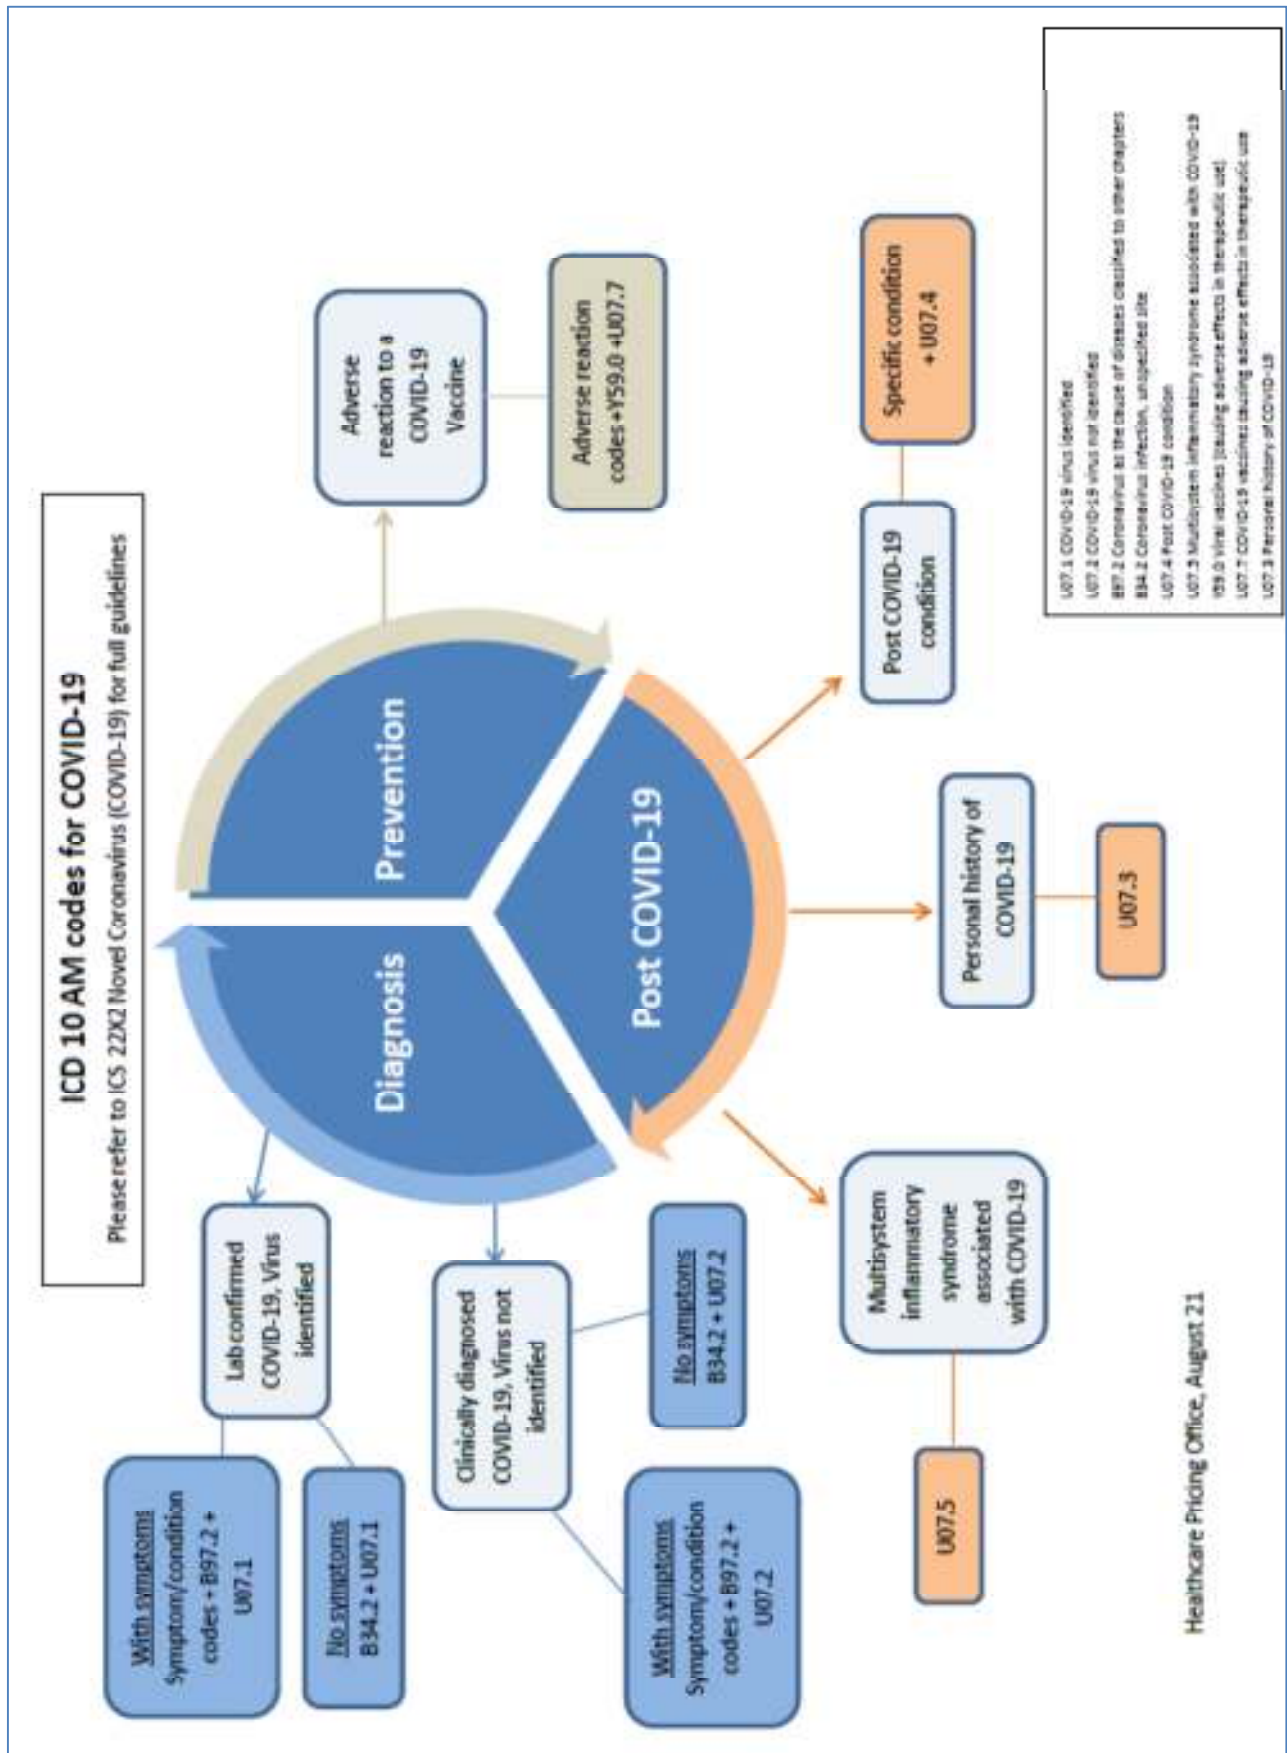 ICD 10 AM codes for COVID-19
Please refer to ICS 22X2 Novel Coronavirus (COVID-19) for full guidelines
With symptoms
Symptom/condition
codes + B97.2 +
U07.1
No symptoms
B34.2 + U07.1
Lab confirmed
COVID-19, Virus
identified
Clinically diagnosed
COVID-19, Virus not
identified
With symptoms
Symptom/condition
codes + B97.2 +
U07.2
No symptoms
B34.2 + U07.2
Diagnosis
Prevention
Post COVID-19
Adverse
reaction to a
COVID-19
Vaccine
Adverse reaction
codes +Y59.0 +U07.7
U07.5
Multisystem
inflammatory
syndrome
associated
with COVID-19
Personal history of
COVID-19
U07.3
Post COVID-19
condition
Specific condition
+ U07.4
U07.1 COVID-19 virus identified
U07.2 COVID-19 virus not identified
B97.2 Coronavirus as the cause of diseases classified to other chapters
B34.2 Coronavirus infection, unspecified site
U07.4 Post COVID-19 condition
U07.5 Multisystem inflammatory syndrome associated with COVID-19
Y59.0 Viral vaccines (causing adverse effects in therapeutic use)
U07.7 COVID-19 vaccines causing adverse effects in therapeutic use
U07.3 Personal history of COVID-19
Healthcare Pricing Office, August 21